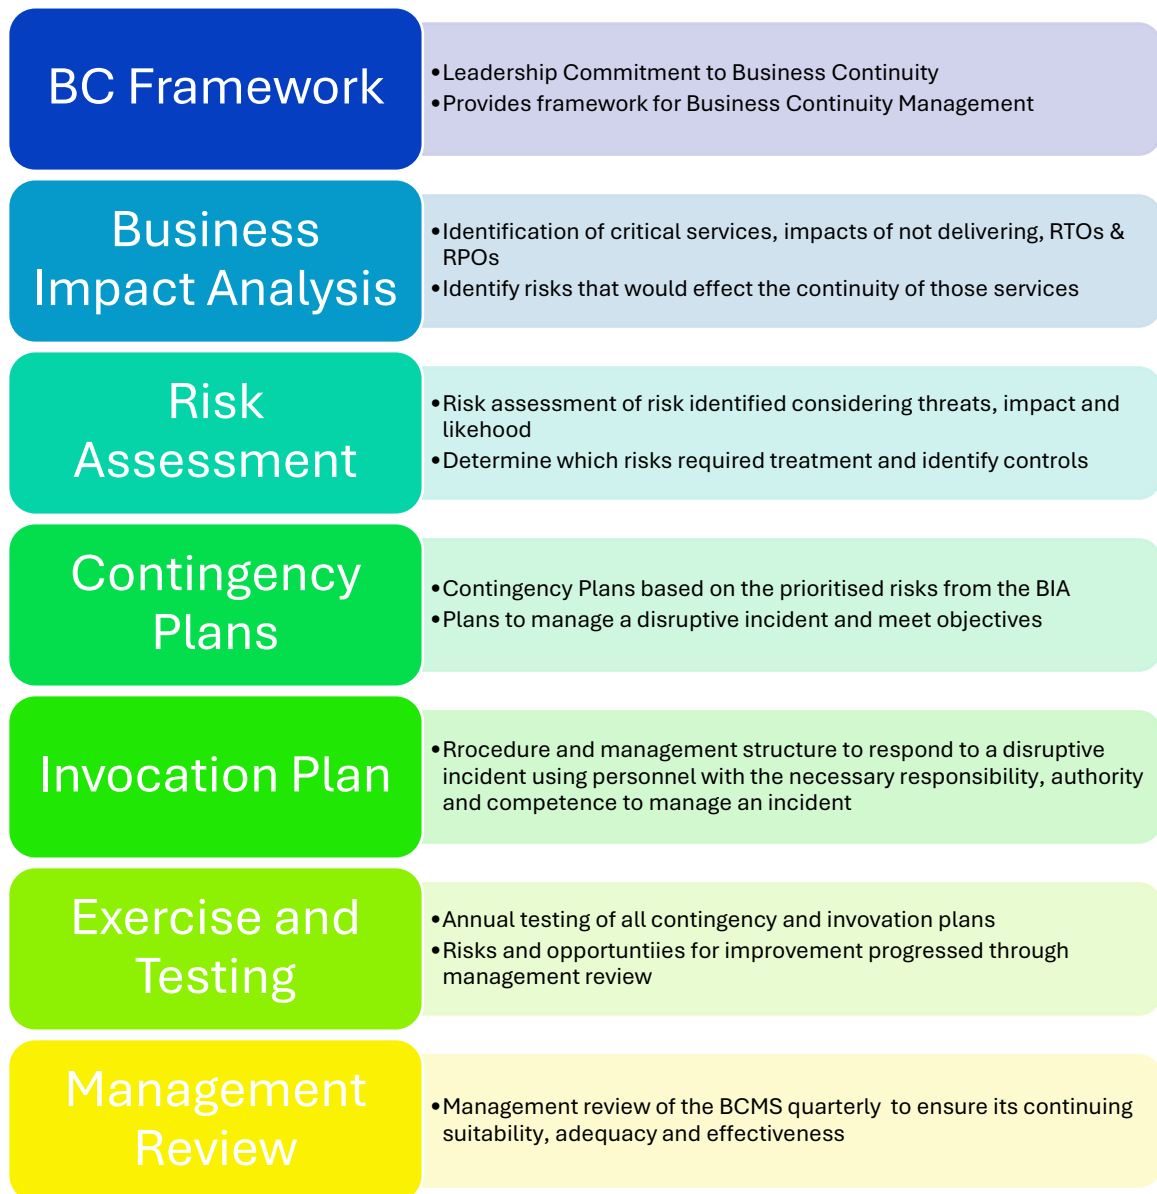 BC Framework
•Leadership Commitment to Business Continuity
•Provides framework for Business Continuity Management
Business
Impact Analysis
•Identification of critical services, impacts of not delivering, RTOs &
RPOs
•Identify risks that would effect the continuity of those services
Risk
Assessment
•Risk assessment of risk identified considering threats, impact and
likehood
•Determine which risks required treatment and identify controls
Contingency
Plans
•Contingency Plans based on the prioritised risks from the BIA
•Plans to manage a disruptive incident and meet objectives
Invocation Plan
•Rrocedure and management structure to respond to a disruptive
incident using personnel with the necessary responsibility, authority
and competence to manage an incident
Exercise and
Testing
•Annual testing of all contingency and invovation plans
•Risks and opportuntiies for improvement progressed through
management review
Management
Review
•Management review of the BCMS quarterly  to ensure its continuing
suitability, adequacy and effectiveness